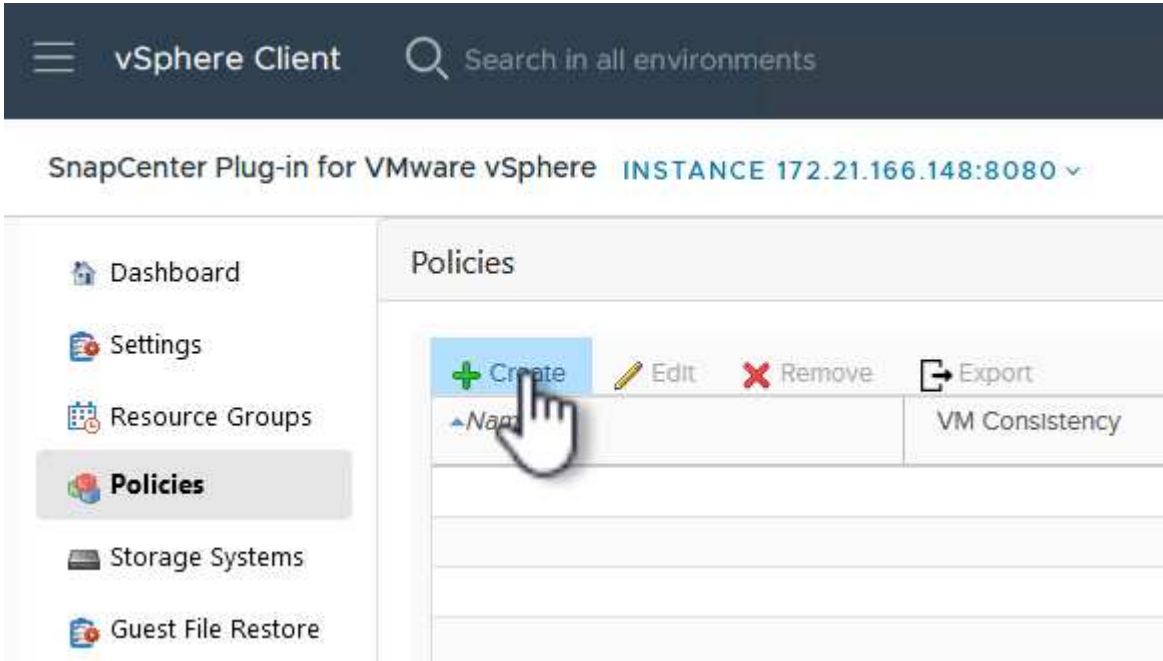 vSphere Client Search in all environments
SnapCenter Plug-in for VMware vSphere INSTANCE 172.21.166.148:8080
Dashboard
Policies
Settings
Resource Groups
Policies
Storage Systems
Guest File Restore
Create Edit Remove Export
VM Consistency